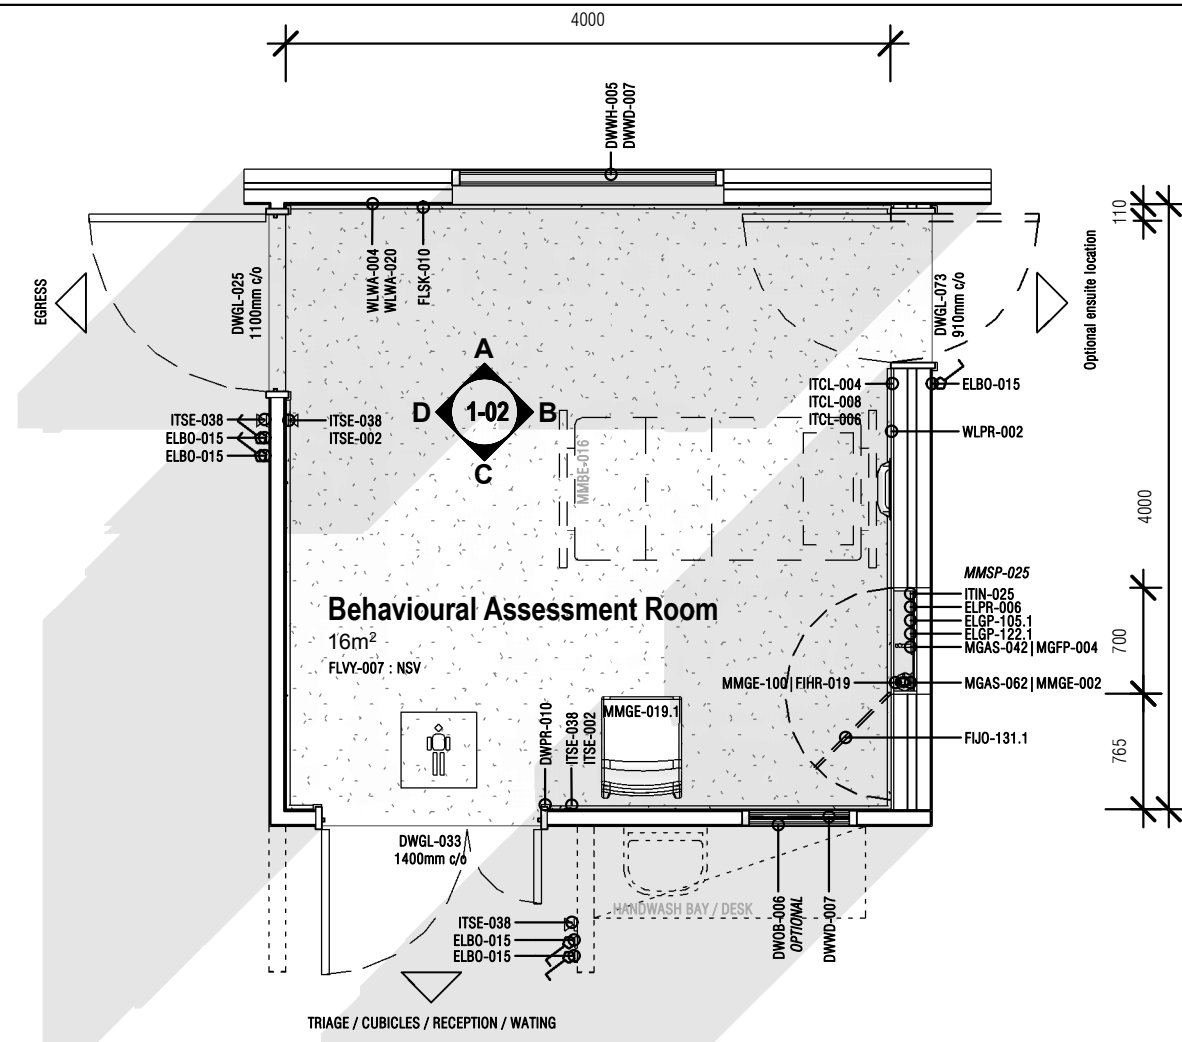 4000
DWWH-005
DWWD-007
110
EGRESS
DWGL-025
1100mm c/o
WLWA-004
WLWA-020
FLSK-010
DWGL-073
910mm c/o
Optional ensuite location
A
D 1-02 B
C
ITCL-004
ITCL-008
ITCL-006
ELBO-015
ITSE-038
ELBO-015
ELBO-015
ITSE-038
ITSE-002
WLPR-002
MMBE-016
4000
MMSP-025
ITIN-025
ELPR-006
ELGP-105.1
ELGP-122.1
MGAS-042 | MGFP-004
700
Behavioural Assessment Room
16m²
FLVY-007 : NSV
MMGE-100 | FIHR-019
MGAS-062 | MMGE-002
MMGE-019.1
DWPR-010
ITSE-038
ITSE-002
FIJO-131.1
765
DWGL-033
1400mm c/o
HANDWASH BAY / DESK
DWOB-006
OPTIONAL
DWWD-007
ITSE-038
ELBO-015
ELBO-015
TRIAGE / CUBICLES / RECEPTION / WATING